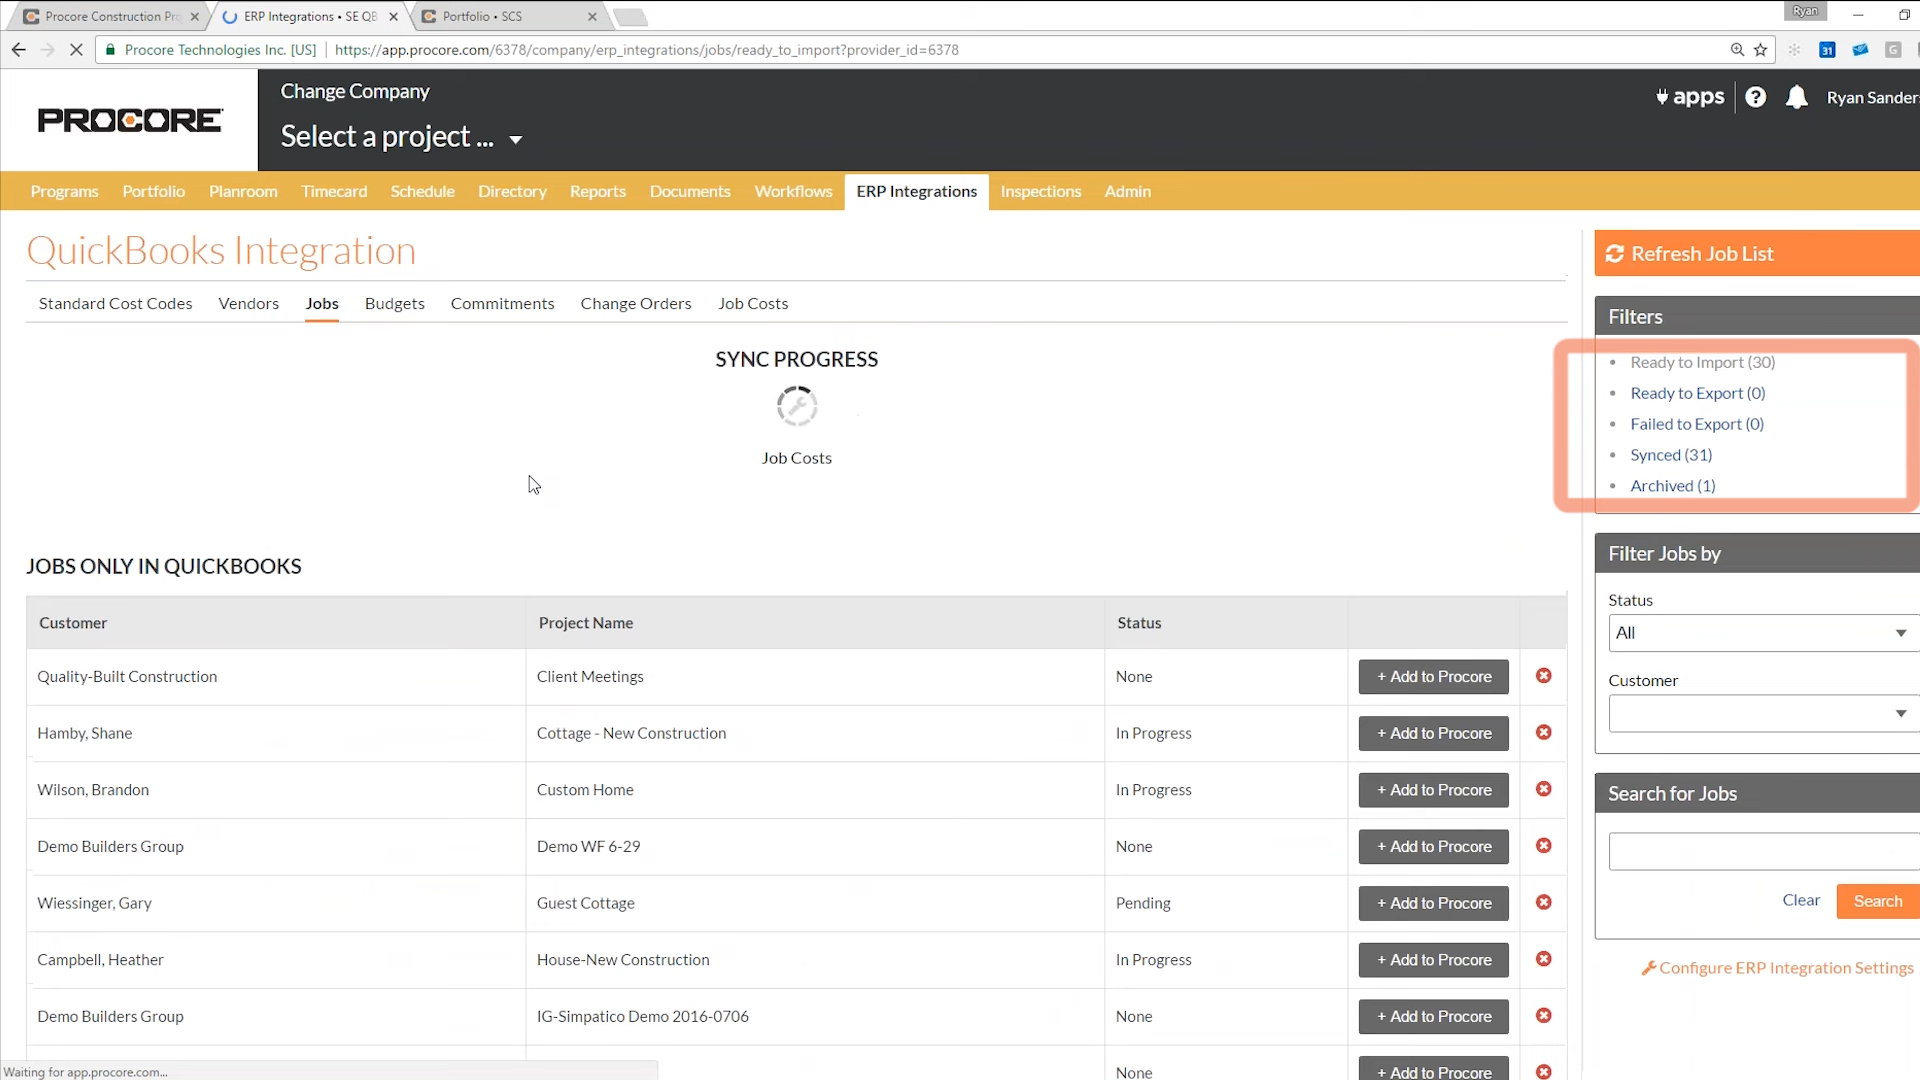 Procore Construction Pro
ERP Integrations • SE QB
Portfolio • SCS
Ryan
Procore Technologies Inc. [US]
https://app.procore.com/6378/company/erp_integrations/jobs/ready_to_import?provider_id=6378
31
G
PROCORE
Change Company
Select a project ...
apps
?
Ryan Sander
Programs Portfolio Planroom Timecard Schedule Directory Reports Documents Workflows ERP Integrations Inspections Admin
QuickBooks Integration
Standard Cost Codes Vendors Jobs Budgets Commitments Change Orders Job Costs
SYNC PROGRESS
Job Costs
JOBS ONLY IN QUICKBOOKS
Customer Project Name Status
Quality-Built Construction Client Meetings None + Add to Procore
Hamby, Shane Cottage - New Construction In Progress + Add to Procore
Wilson, Brandon Custom Home In Progress + Add to Procore
Demo Builders Group Demo WF 6-29 None + Add to Procore
Wiessinger, Gary Guest Cottage Pending + Add to Procore
Campbell, Heather House-New Construction In Progress + Add to Procore
Demo Builders Group IG-Simpatico Demo 2016-0706 None + Add to Procore
None + Add to Procore
Refresh Job List
Filters
• Ready to Import (30)
• Ready to Export (0)
• Failed to Export (0)
• Synced (31)
• Archived (1)
Filter Jobs by
Status
All
Customer
Search for Jobs
Clear Search
Configure ERP Integration Settings
Waiting for app.procore.com...